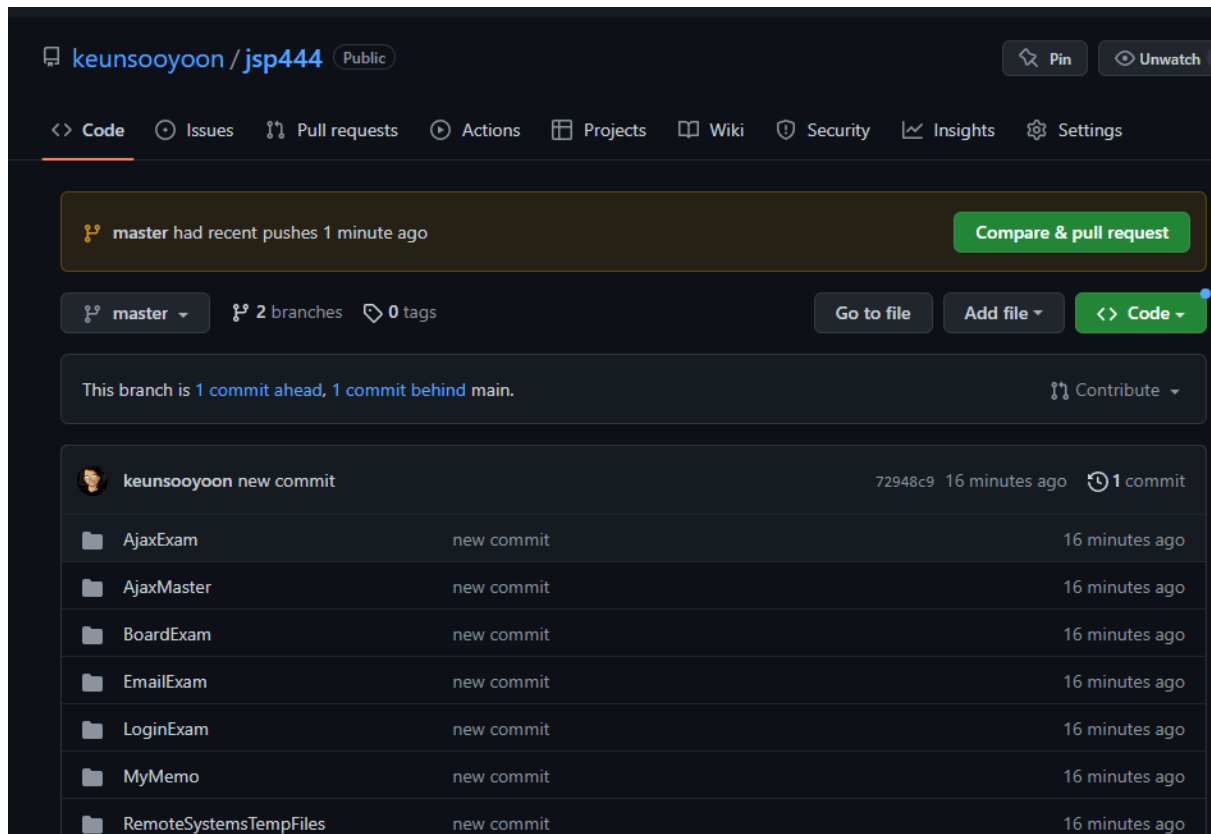 keunsooyoon / jsp444 Public Pin Unwatch
Code Issues Pull requests Actions Projects Wiki Security Insights Settings
master had recent pushes 1 minute ago Compare & pull request
master 2 branches 0 tags Go to file Add file Code
This branch is 1 commit ahead, 1 commit behind main. Contribute
keunsooyoon new commit 72948c9 16 minutes ago 1 commit
AjaxExam new commit 16 minutes ago
AjaxMaster new commit 16 minutes ago
BoardExam new commit 16 minutes ago
EmailExam new commit 16 minutes ago
LoginExam new commit 16 minutes ago
MyMemo new commit 16 minutes ago
RemoteSystemsTempFiles new commit 16 minutes ago